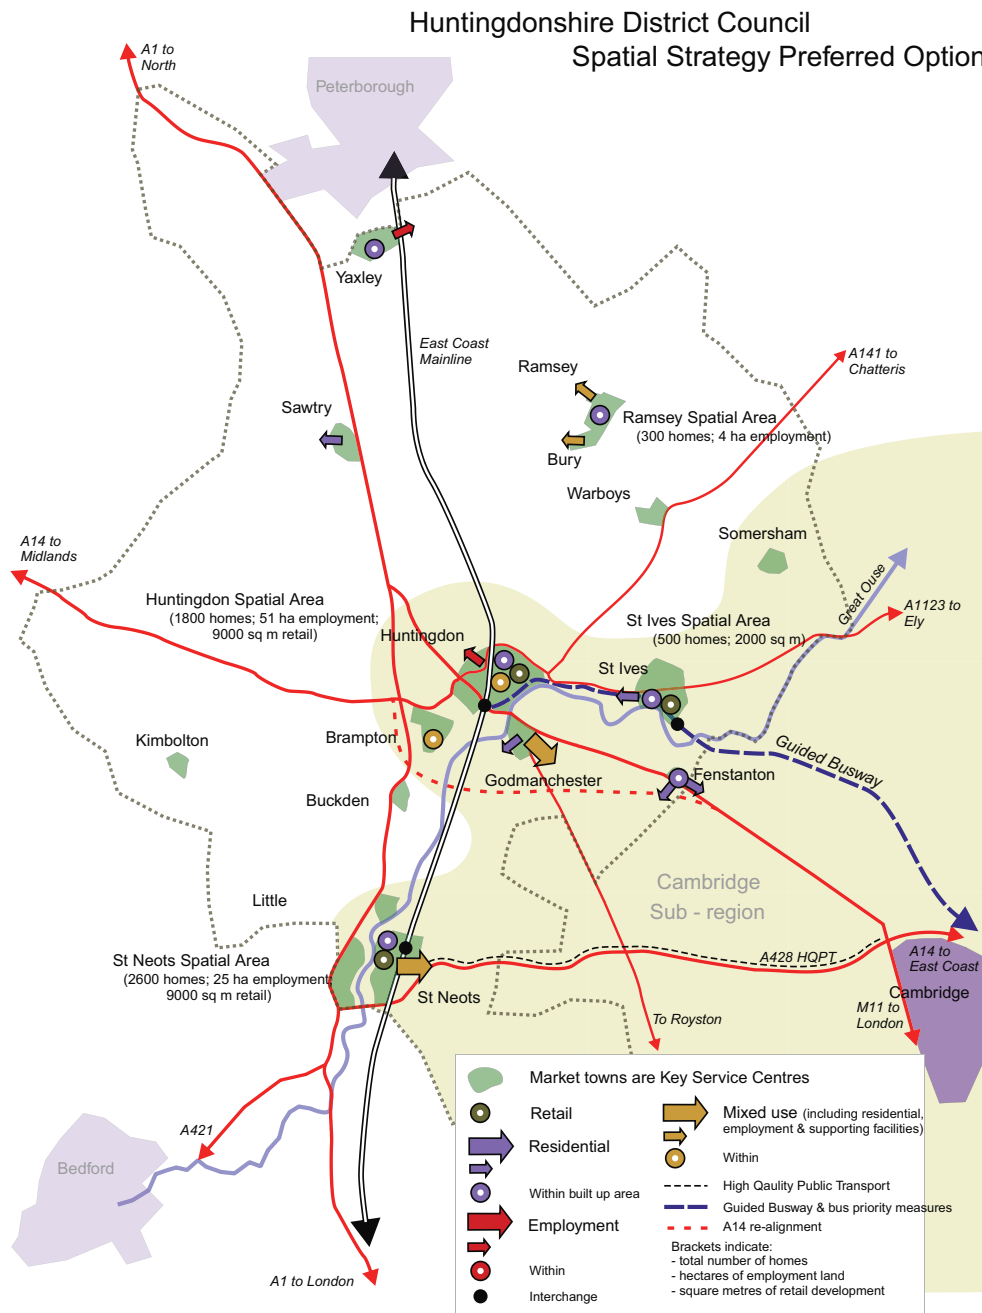 Huntingdonshire District Council
Spatial Strategy Preferred Option
A1 to
North
Peterborough
Yaxley
East Coast
Mainline
A141 to
Chatteris
Ramsey
Sawtry
Ramsey Spatial Area
(300 homes; 4 ha employment)
Bury
Warboys
Somersham
A14 to
Midlands
Great Ouse
Huntingdon Spatial Area
(1800 homes; 51 ha employment;
9000 sq m retail)
A1123 to
Ely
St Ives Spatial Area
(500 homes; 2000 sq m)
Huntingdon
St Ives
Kimbolton
Brampton
Godmanchester
Fenstanton
Guided Busway
Buckden
Cambridge
Sub - region
Little
St Neots Spatial Area
(2600 homes; 25 ha employment;
9000 sq m retail)
St Neots
A428 HQPT
A14 to
East Coast
Cambridge
M11 to
London
To Royston
A421
Bedford
A1 to London
Market towns are Key Service Centres
Retail
Residential
Within built up area
Employment
Within
Interchange
Mixed use (including residential,
employment & supporting facilities)
Within
High Qaulity Public Transport
Guided Busway & bus priority measures
A14 re-alignment
Brackets indicate:
- total number of homes
- hectares of employment land
- square metres of retail development